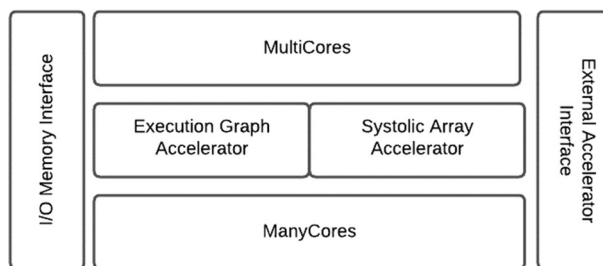 I/O Memory Interface
MultiCores
Execution Graph
Accelerator
Systolic Array
Accelerator
ManyCores
External Accelerator
Interface